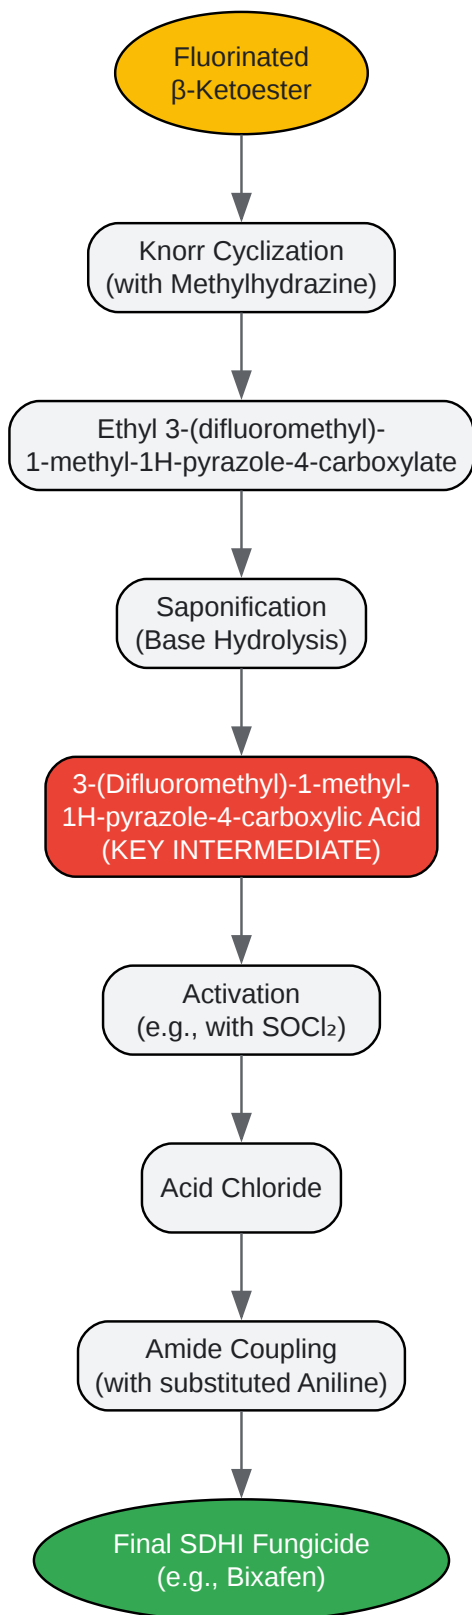 Fluorinated
β-Ketoester
Knorr Cyclization
(with Methylhydrazine)
Ethyl 3-(difluoromethyl)-
1-methyl-1H-pyrazole-4-carboxylate
Saponification
(Base Hydrolysis)
3-(Difluoromethyl)-1-methyl-
1H-pyrazole-4-carboxylic Acid
(KEY INTERMEDIATE)
Activation
(e.g., with SOCl₂)
Acid Chloride
Amide Coupling
(with substituted Aniline)
Final SDHI Fungicide
(e.g., Bixafen)